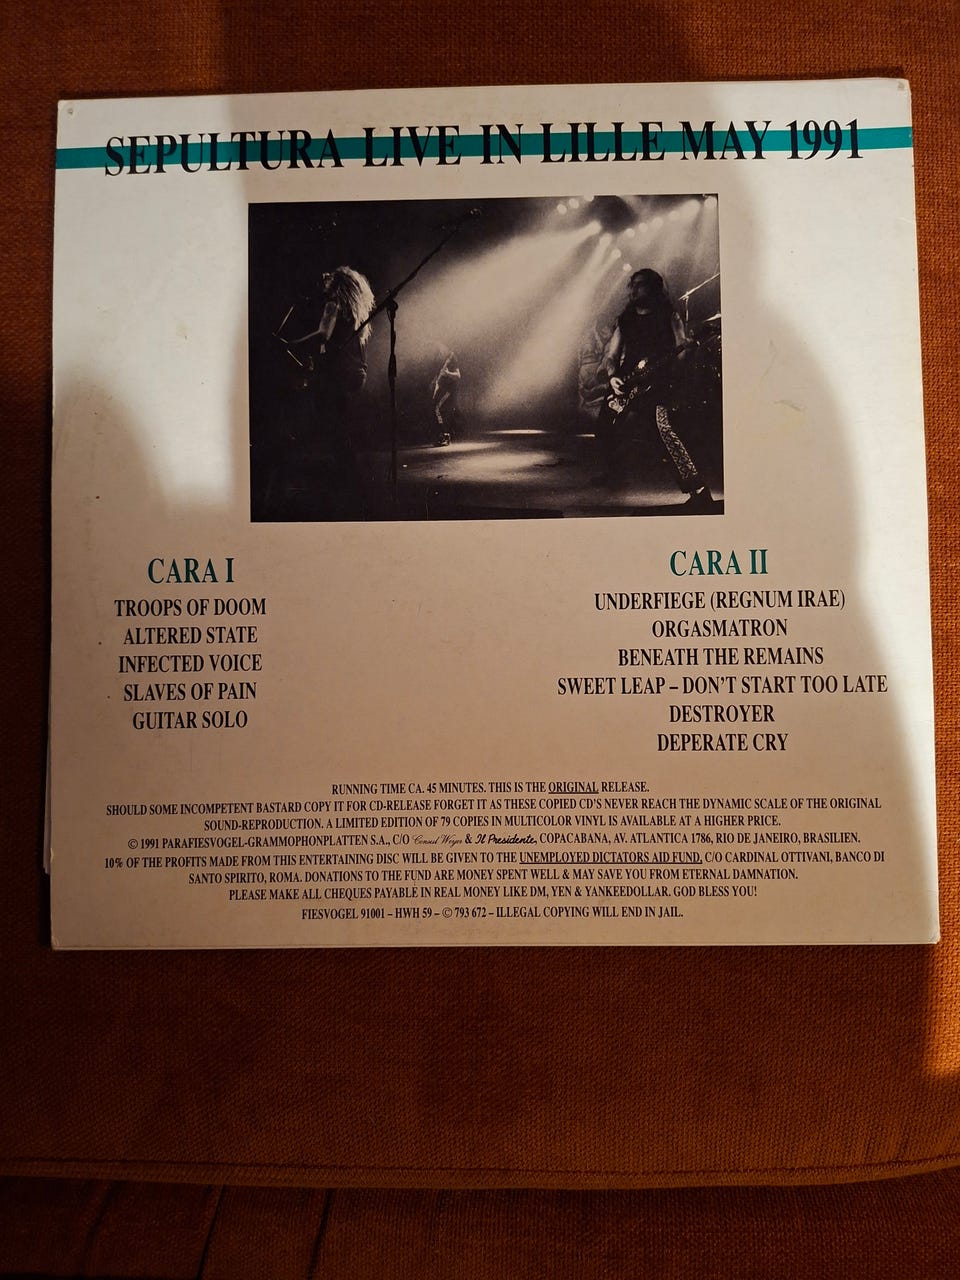 SEPULTURA LIVE IN LILLE MAY 1991
CARA I
TROOPS OF DOOM
ALTERED STATE
INFECTED VOICE
SLAVES OF PAIN
GUITAR SOLO
CARA II
UNDERFIEGE (REGNUM IRAE)
ORGASMATRON
BENEATH THE REMAINS
SWEET LEAP – DON'T START TOO LATE
DESTROYER
DEPERATE CRY
RUNNING TIME CA. 45 MINUTES. THIS IS THE ORIGINAL RELEASE.
SHOULD SOME INCOMPETENT BASTARD COPY IT FOR CD-RELEASE FORGET IT AS THESE COPIED CD'S NEVER REACH THE DYNAMIC SCALE OF THE ORIGINAL
SOUND-REPRODUCTION. A LIMITED EDITION OF 79 COPIES IN MULTICOLOR VINYL IS AVAILABLE AT A HIGHER PRICE.
© 1991 PARAFIESVOGEL-GRAMMOPHONPLATTEN S.A., C/O Consul Weyer & Il Presidente, COPACABANA, AV. ATLANTICA 1786, RIO DE JANEIRO, BRASILIEN.
10% OF THE PROFITS MADE FROM THIS ENTERTAINING DISC WILL BE GIVEN TO THE UNEMPLOYED DICTATORS AID FUND, C/O CARDINAL OTTIVANI, BANCO DI
SANTO SPIRITO, ROMA. DONATIONS TO THE FUND ARE MONEY SPENT WELL & MAY SAVE YOU FROM ETERNAL DAMNATION.
PLEASE MAKE ALL CHEQUES PAYABLE IN REAL MONEY LIKE DM, YEN & YANKEEDOLLAR. GOD BLESS YOU!
FIESVOGEL 91001 – HWH 59 – © 793 672 – ILLEGAL COPYING WILL END IN JAIL.